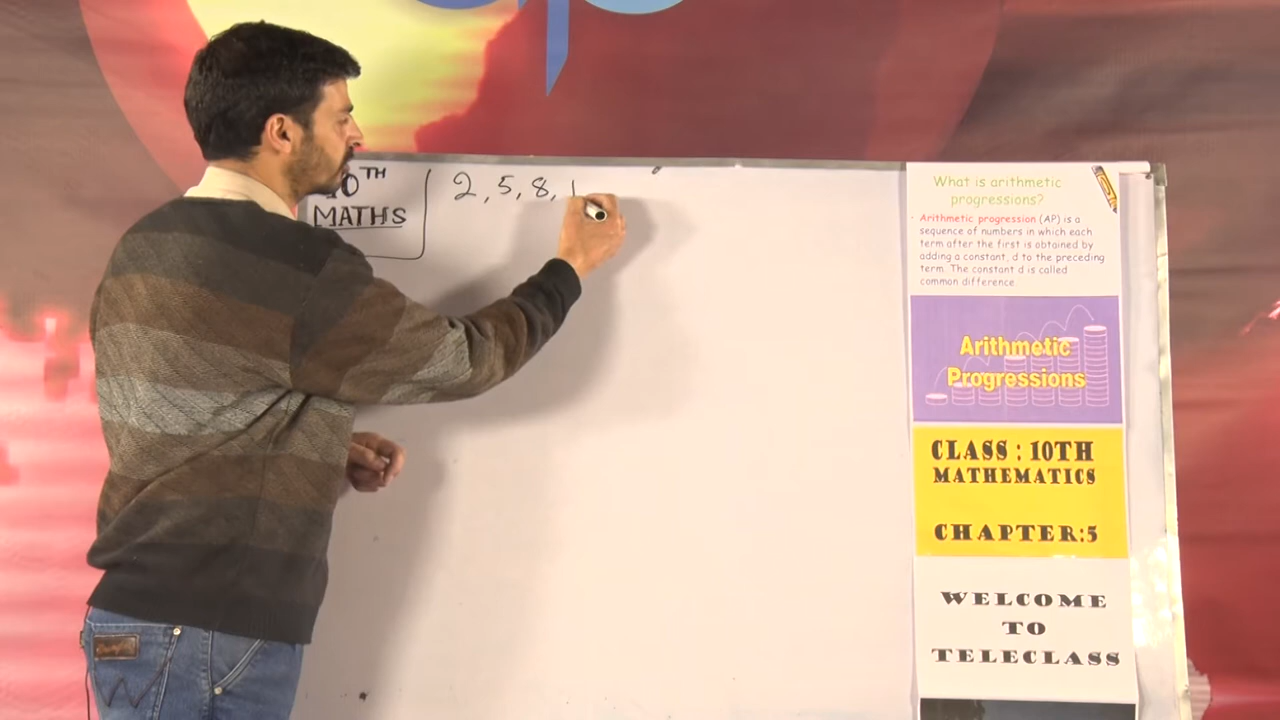 10TH
MATHS
2, 5, 8, 1
What is arithmetic
progressions?
• Arithmetic progression (AP) is a
sequence of numbers in which each
term after the first is obtained by
adding a constant, d to the preceding
term. The constant d is called
common difference.
Arithmetic
Progressions
CLASS : 10TH
MATHEMATICS
CHAPTER:5
WELCOME
TO
TELECLASS